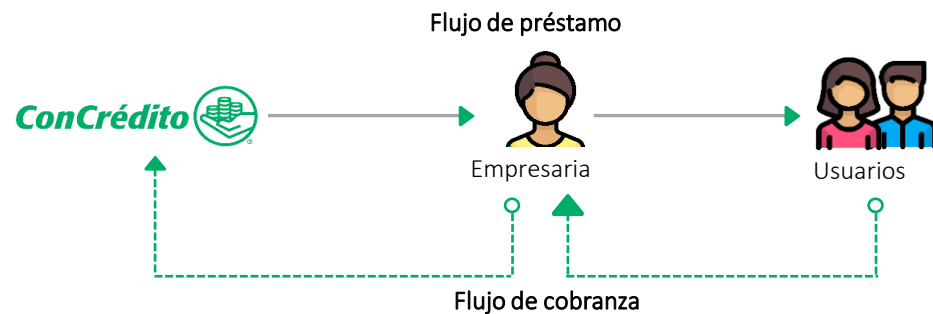 Flujo de préstamo
ConCrédito
Empresaria
Usuarios
Flujo de cobranza